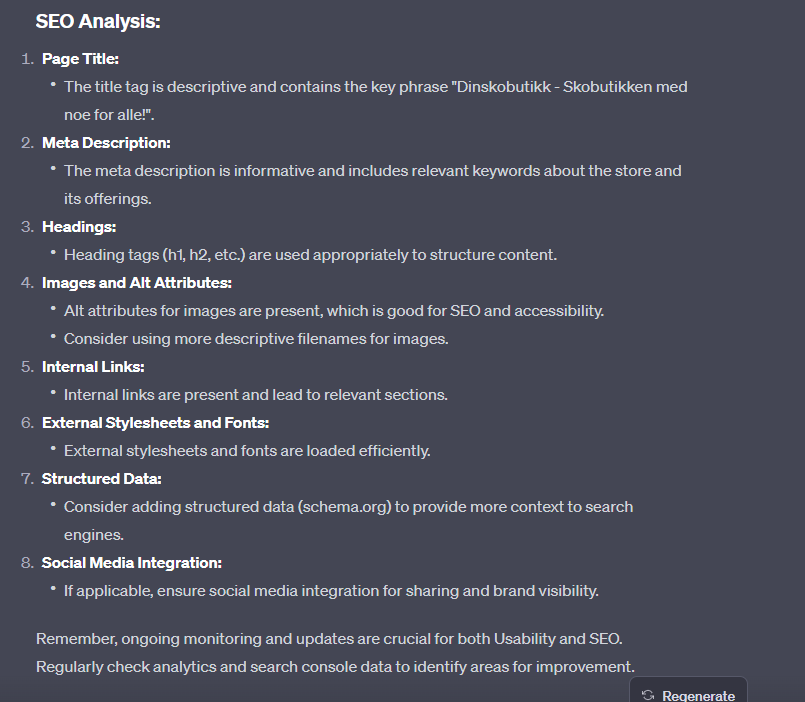 SEO Analysis:
1. Page Title:
• The title tag is descriptive and contains the key phrase "Dinskobutikk - Skobutikken med
noe for alle!".
2. Meta Description:
• The meta description is informative and includes relevant keywords about the store and
its offerings.
3. Headings:
• Heading tags (h1, h2, etc.) are used appropriately to structure content.
4. Images and Alt Attributes:
• Alt attributes for images are present, which is good for SEO and accessibility.
• Consider using more descriptive filenames for images.
5. Internal Links:
• Internal links are present and lead to relevant sections.
6. External Stylesheets and Fonts:
• External stylesheets and fonts are loaded efficiently.
7. Structured Data:
• Consider adding structured data (schema.org) to provide more context to search
engines.
8. Social Media Integration:
• If applicable, ensure social media integration for sharing and brand visibility.
Remember, ongoing monitoring and updates are crucial for both Usability and SEO.
Regularly check analytics and search console data to identify areas for improvement.
Regenerate